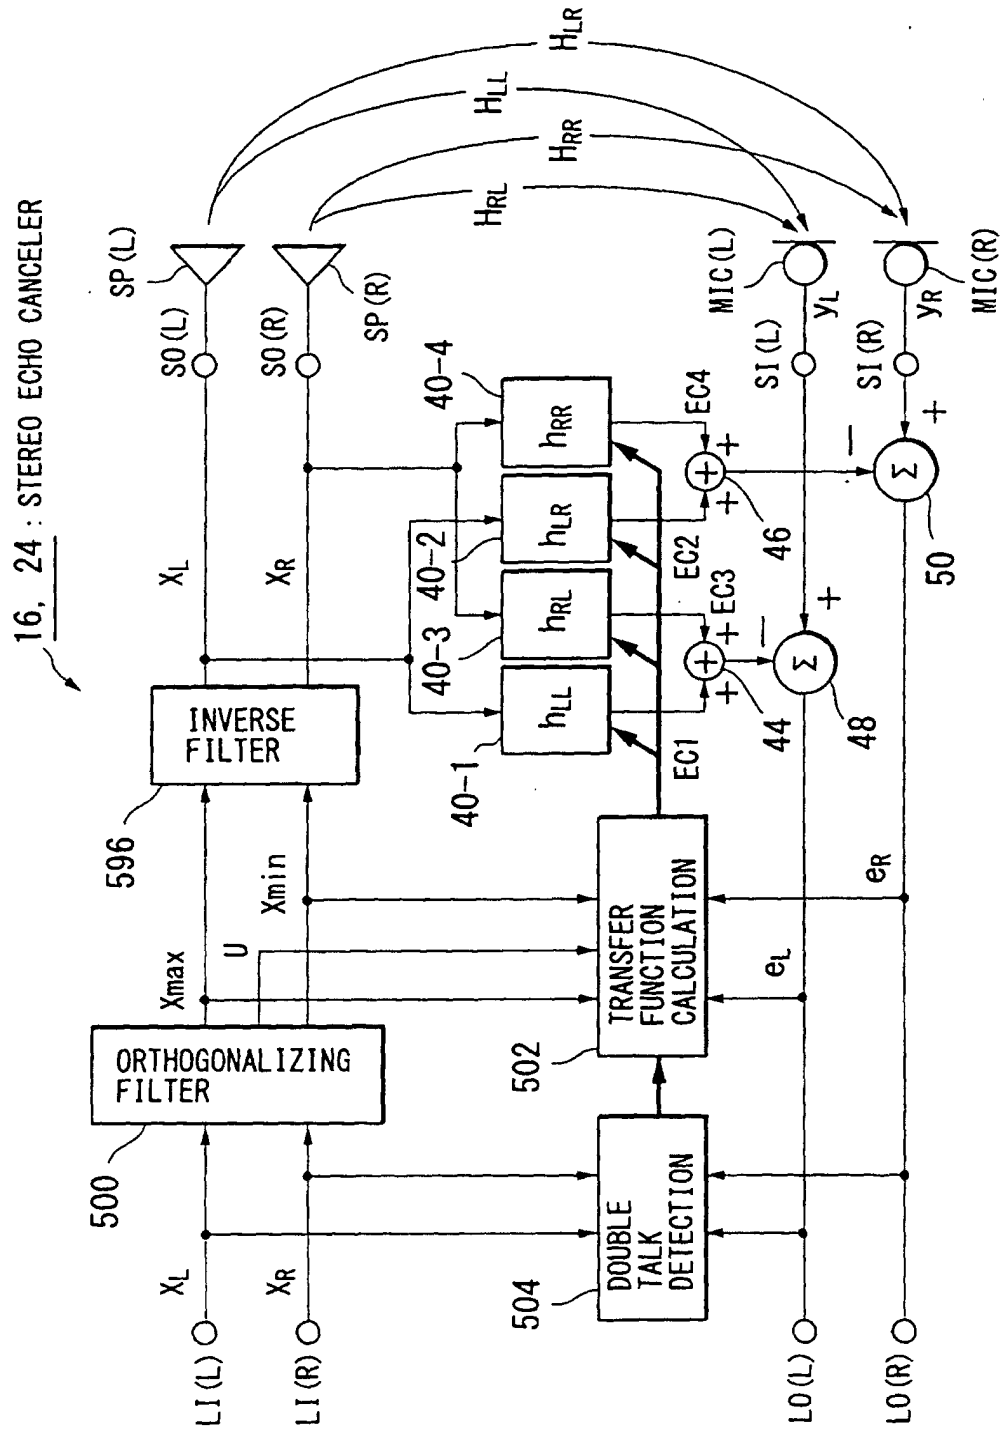 16, 24 : STEREO ECHO CANCELER
LI(L)
XL
500
ORTHOGONALIZING
FILTER
Xmax
596
INVERSE
FILTER
XL
SO(L)
SP(L)
LI(R)
XR
U
Xmin
XR
SO(R)
SP(R)
HLR
HLL
HRR
HRL
40-1
hLL
40-3
hRL
40-2
hLR
40-4
hRR
504
DOUBLE
TALK
DETECTION
502
TRANSFER
FUNCTION
CALCULATION
EC1
EC3
EC2
EC4
+
+
+
44
+
+
+
46
LO(L)
eL
−
Σ
+
48
SI(L)
yL
MIC(L)
LO(R)
eR
−
Σ
+
50
SI(R)
yR
MIC(R)